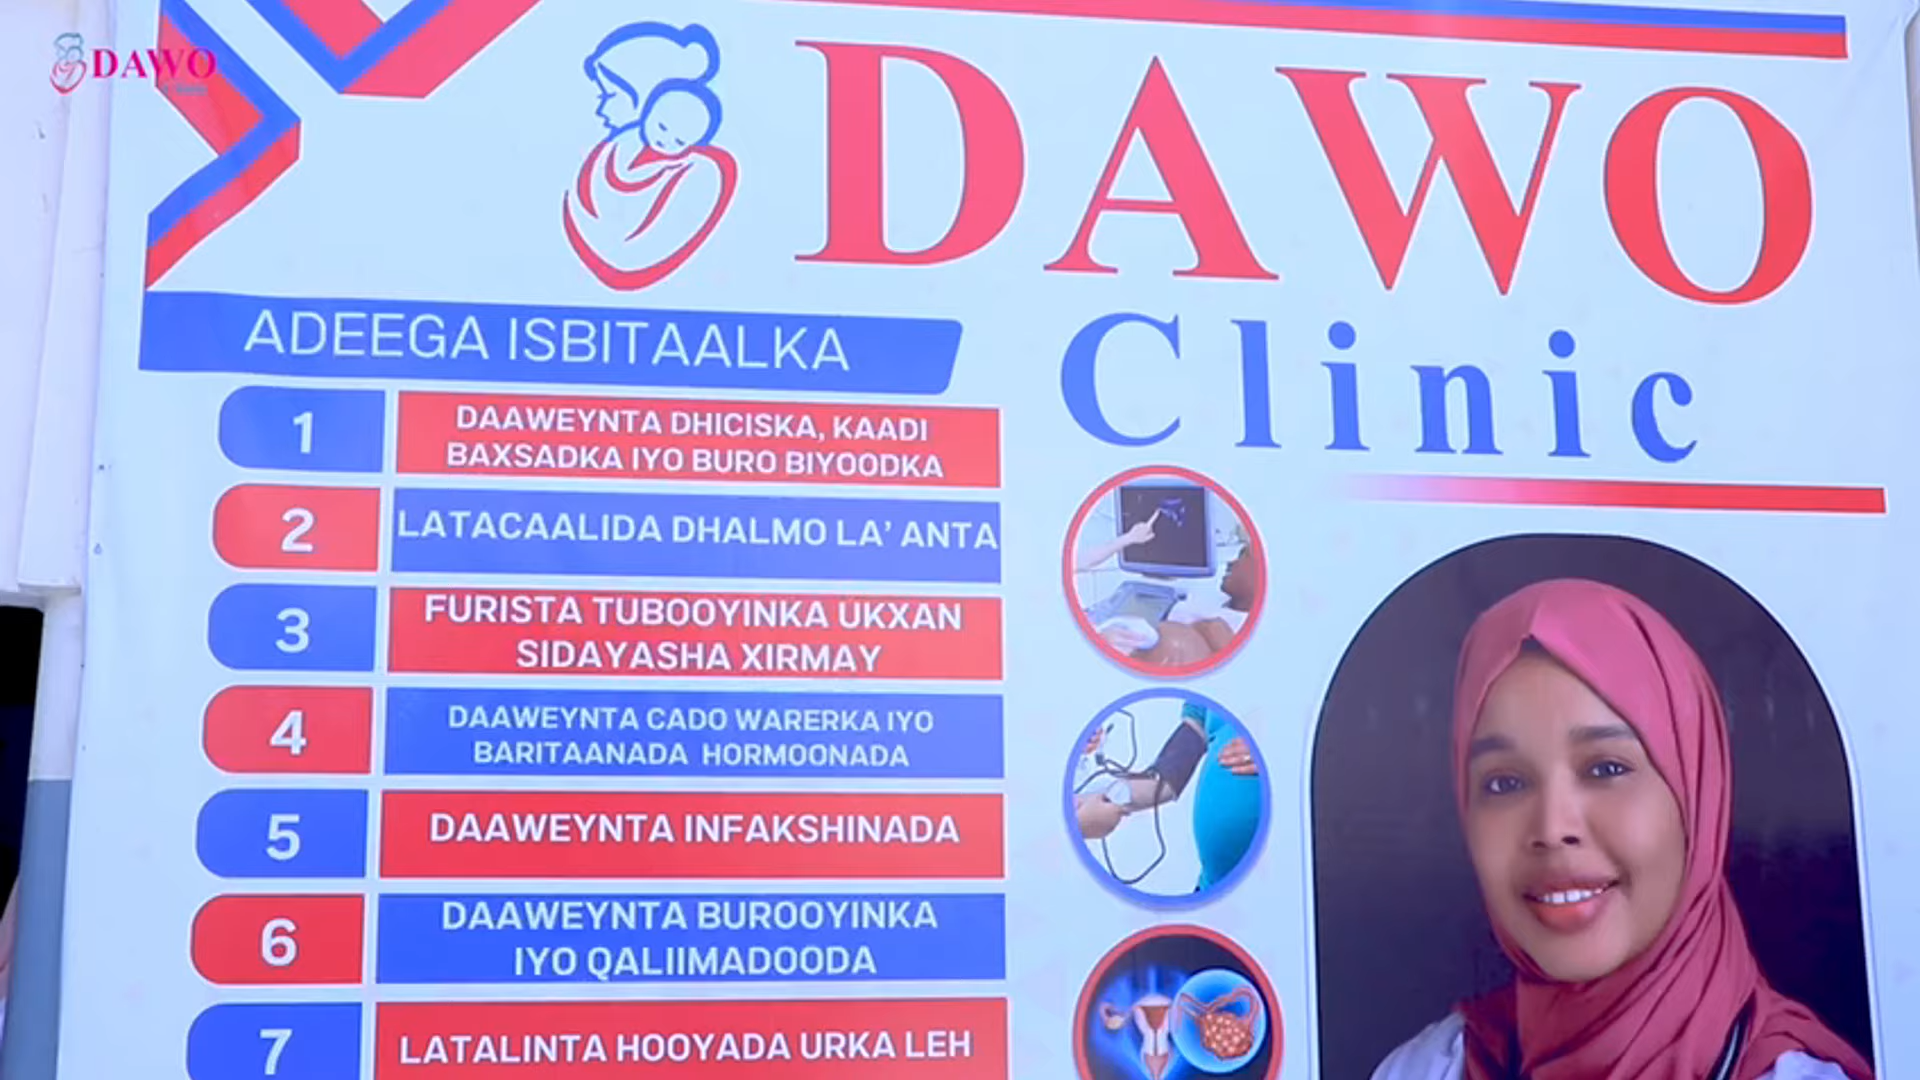 DAWO
DAWO
Clinic
ADEEGA ISBITAALKA
1
DAAWEYNTA DHICISKA, KAADI
BAXSADKA IYO BURO BIYOODKA
2
LATACAALIDA DHALMO LA' ANTA
3
FURISTA TUBOOYINKA UKXAN
SIDAYASHA XIRMAY
4
DAAWEYNTA CADO WARERKA IYO
BARITAANADA HORMOONADA
5
DAAWEYNTA INFAKSHINADA
6
DAAWEYNTA BUROOYINKA
IYO QALIIMADOODA
7
LATALINTA HOOYADA URKA LEH